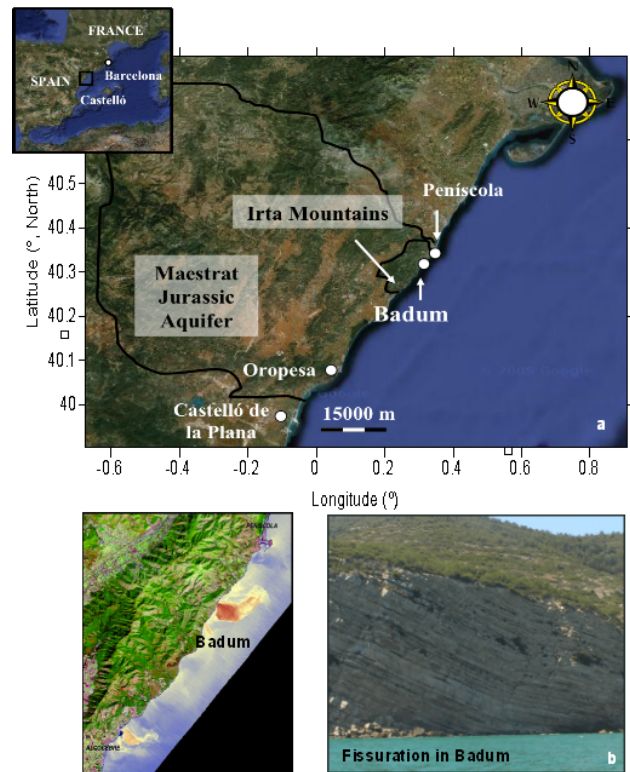 FRANCE
SPAIN
Barcelona
Castelló
N
W
E
S
Peníscola
Irta Mountains
Maestrat
Jurassic
Aquifer
Badum
Oropesa
Castelló de
la Plana
15000 m
a
Latitude (º, North)
40.5
40.4
40.3
40.2
40.1
40
-0.6
-0.4
-0.2
0
0.2
0.4
0.6
0.8
Longitude (º)
PENÍSCOLA
Badum
Fissuration in Badum
b